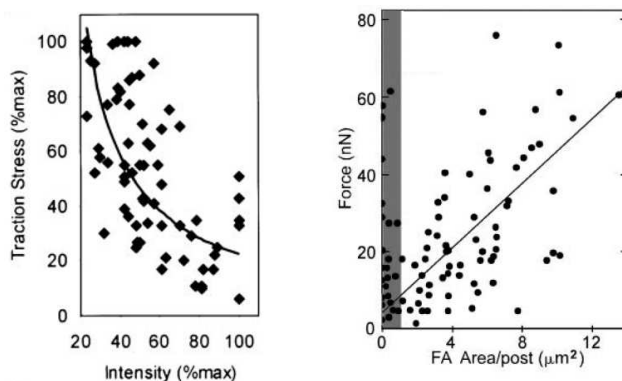 Traction Stress (%max)
100
80
60
40
20
0
20 40 60 80 100
Intensity (%max)
Force (nN)
80
60
40
20
0
0 4 8 12
FA Area/post (μm²)